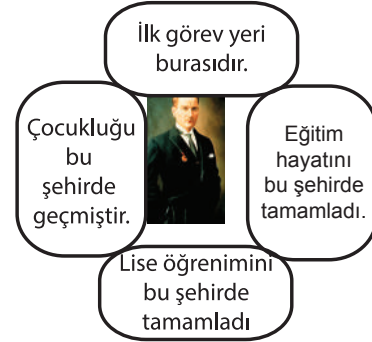 İlk görev yeri
burasıdır.
Çocukluğu
bu
şehirde
geçmiştir.
Eğitim
hayatını
bu şehirde
tamamladı.
Lise öğrenimini
bu şehirde
tamamladı